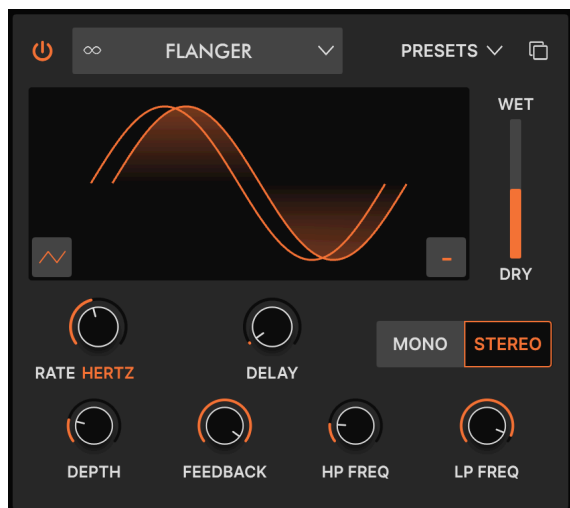 ∞ FLANGER
PRESETS
WET
-
DRY
RATE HERTZ
DELAY
MONO
STEREO
DEPTH
FEEDBACK
HP FREQ
LP FREQ